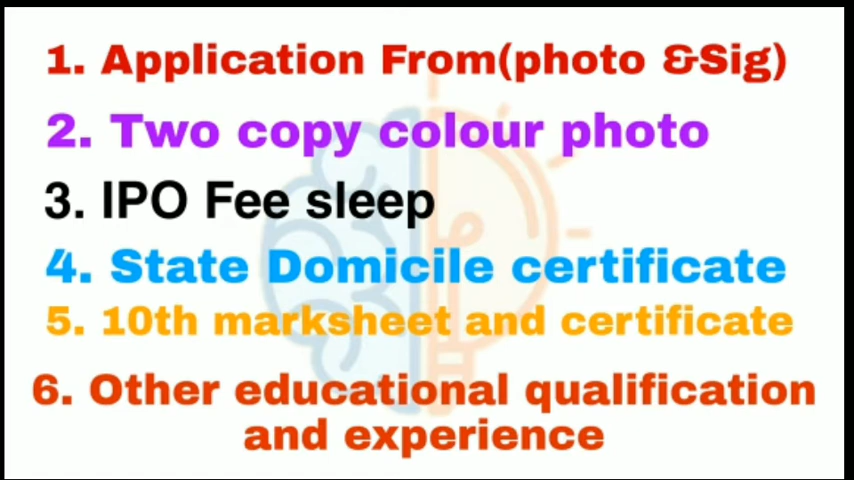 1. Application From(photo &Sig)
2. Two copy colour photo
3. IPO Fee sleep
4. State Domicile certificate
5. 10th marksheet and certificate
6. Other educational qualification
and experience